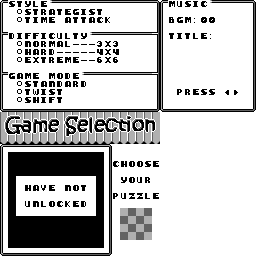 STYLE
STRATEGIST
TIME ATTACK
DIFFICULTY
NORMAL---3X3
HARD-----4X4
EXTREME--6X6
GAME MODE
STANDARD
TWIST
SHIFT
MUSIC
BGM:00
TITLE:
PRESS
Game Selection
HAVE NOT
UNLOCKED
CHOOSE
YOUR
PUZZLE